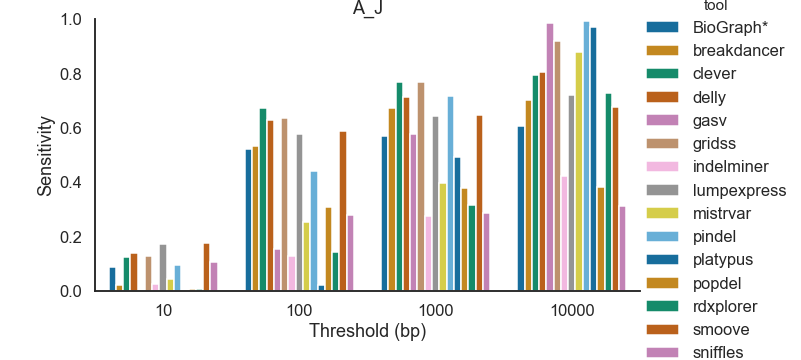 A_J
tool
1.0
0.8
0.6
0.4
0.2
0.0
Sensitivity
10
100
1000
10000
Threshold (bp)
BioGraph*
breakdancer
clever
delly
gasv
gridss
indelminer
lumpexpress
mistrvar
pindel
platypus
popdel
rdxplorer
smoove
sniffles